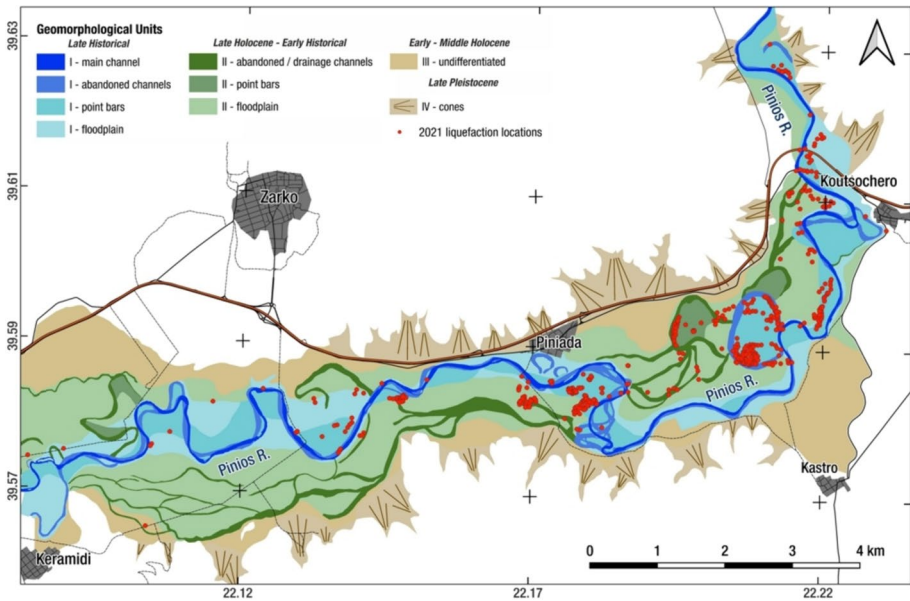 Geomorphological Units
Late Historical
I - main channel
I - abandoned channels
I - point bars
I - floodplain
Late Holocene - Early Historical
II - abandoned / drainage channels
II - point bars
II - floodplain
Early - Middle Holocene
III - undifferentiated
Late Pleistocene
IV - cones
2021 liquefaction locations
39.63
39.61
39.59
39.57
Pinios R.
Koutsochero
Zarko
Piniada
Pinios R.
Pinios R.
Kastro
Keramidi
0 1 2 3 4 km
22.12 22.17 22.22